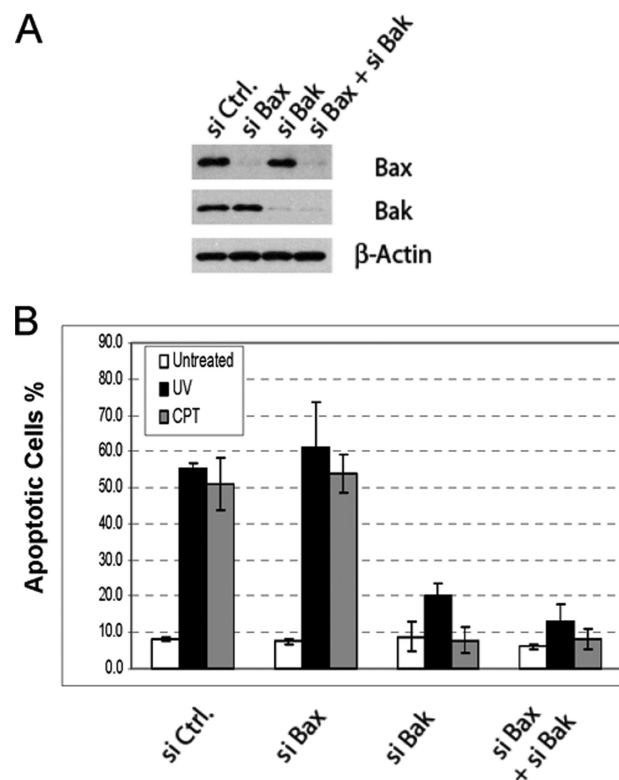 A
si Ctrl.
si Bax
si Bak
si Bax + si Bak
Bax
Bak
β-Actin
B
Apoptotic Cells %
90.0
80.0
70.0
60.0
50.0
40.0
30.0
20.0
10.0
0.0
Untreated
UV
CPT
si Ctrl.
si Bax
si Bak
si Bax
+ si Bak